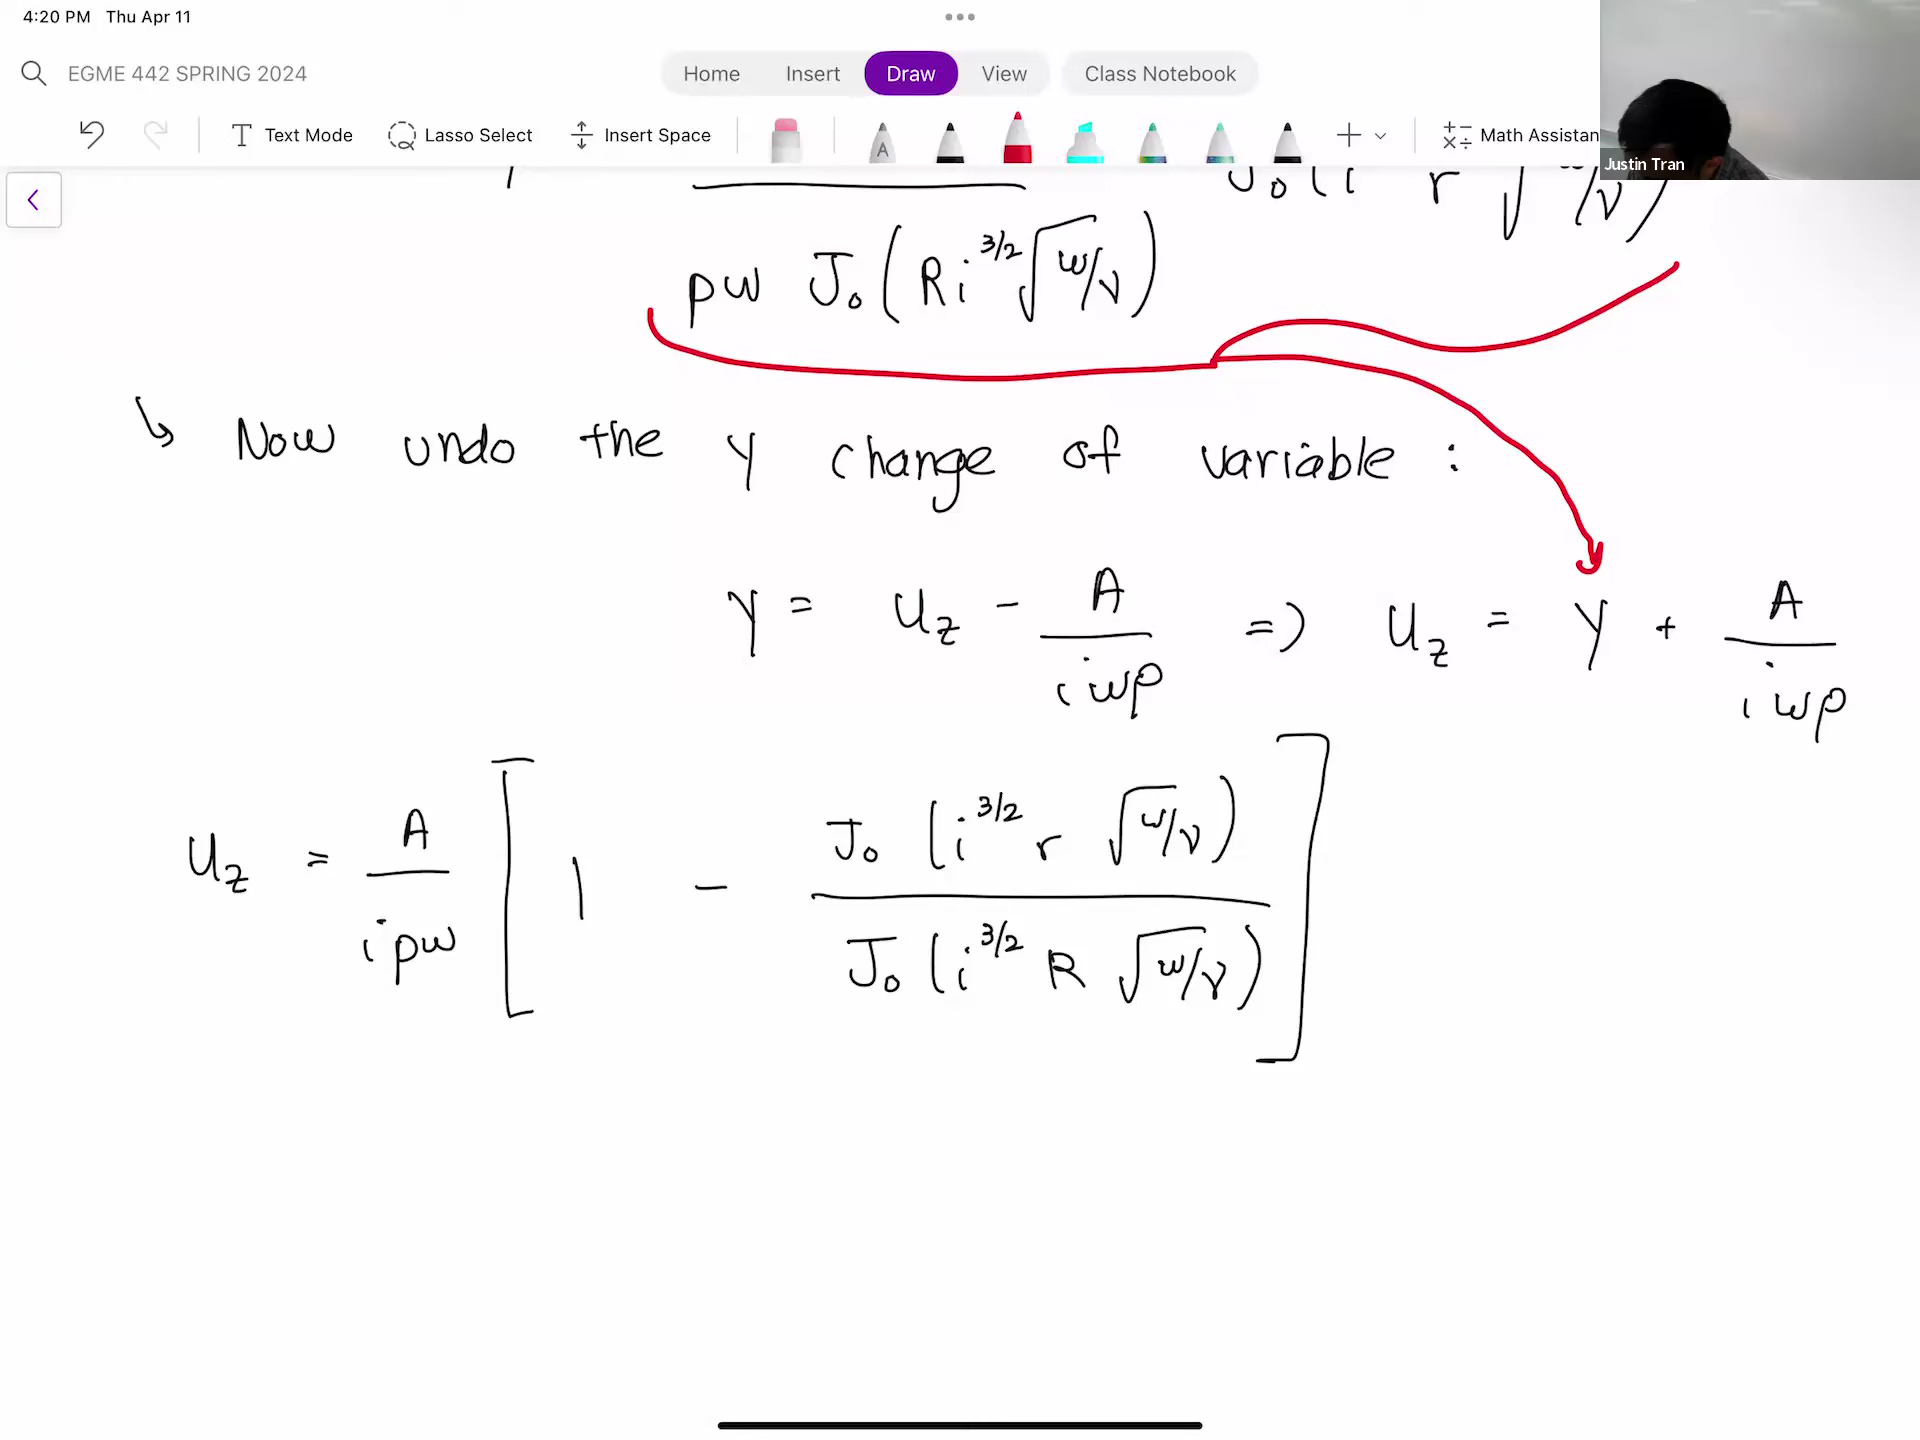 4:20 PM Thu Apr 11
EGME 442 SPRING 2024
Home Insert Draw View Class Notebook
Text Mode Lasso Select Insert Space A Math Assistan
Justin Tran
J₀(i r √ω/ν)
ρω J₀(Ri^3/2 √ω/ν)
↳ Now undo the Y change of variable :
Y = u_z - A/iωρ => u_z = Y + A/iωρ
u_z = A/iρω [1 - J₀(i^3/2 r √ω/ν) / J₀(i^3/2 R √ω/ν)]